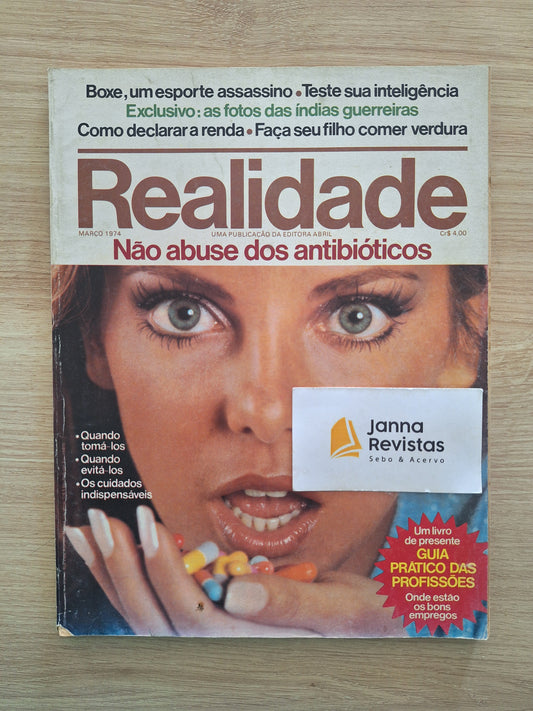 Boxe, um esporte assassino • Teste sua inteligência
Exclusivo: as fotos das índias guerreiras
Como declarar a renda • Faça seu filho comer verdura
Realidade
MARÇO 1974 UMA PUBLICAÇÃO DA EDITORA ABRIL Cr$ 4,00
Não abuse dos antibióticos
• Quando
tomá-los
• Quando
evitá-los
• Os cuidados
indispensáveis
Janna
Revistas
Sebo & Acervo
Um livro
de presente
GUIA
PRÁTICO DAS
PROFISSÕES
Onde estão
os bons
empregos